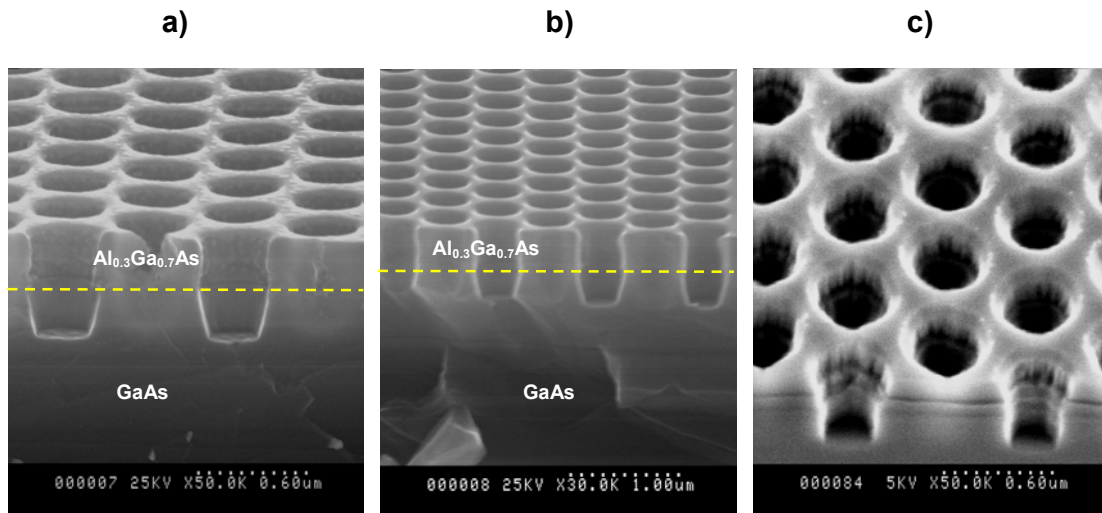 a)
b)
c)
Al0.3Ga0.7As
GaAs
000007 25KV X50.0K 0.60um
Al0.3Ga0.7As
GaAs
000008 25KV X30.0K 1.00um
000084 5KV X50.0K 0.60um